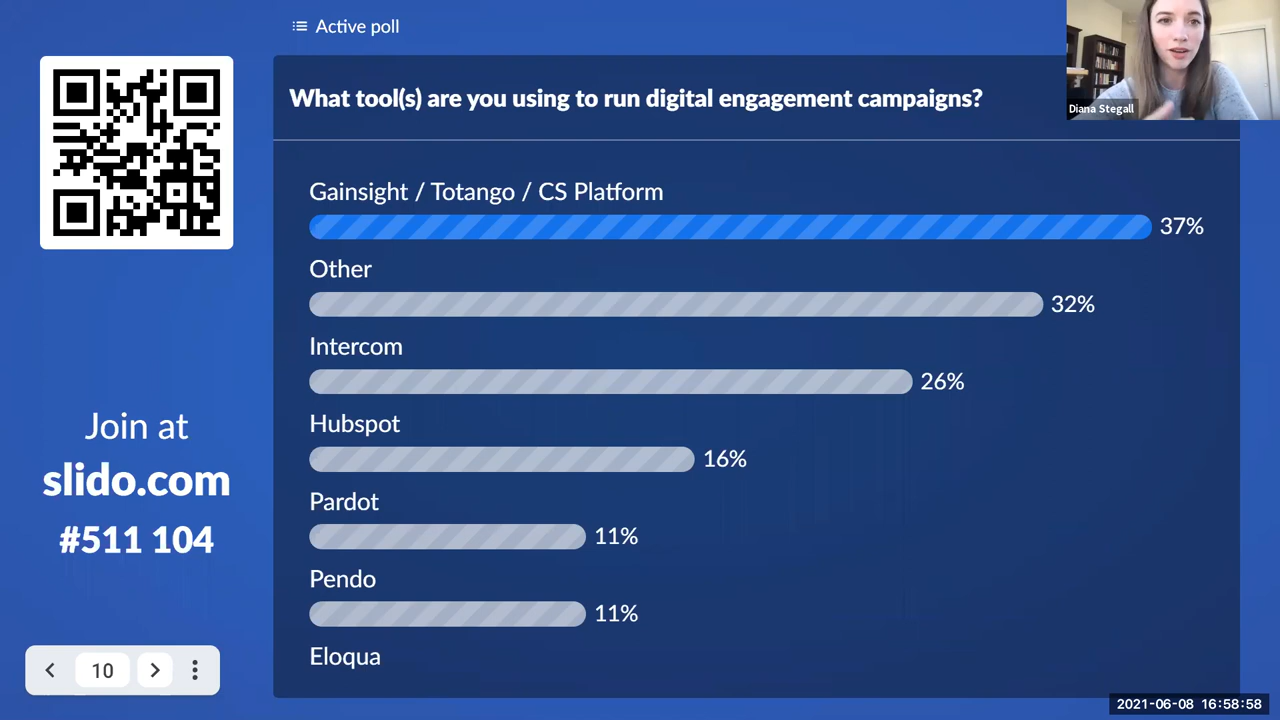 Active poll
What tool(s) are you using to run digital engagement campaigns?
Diana Stegall
Gainsight / Totango / CS Platform
37%
Other
32%
Intercom
26%
Hubspot
16%
Pardot
11%
Pendo
11%
Eloqua
Join at
slido.com
#511 104
10
2021-06-08 16:58:58